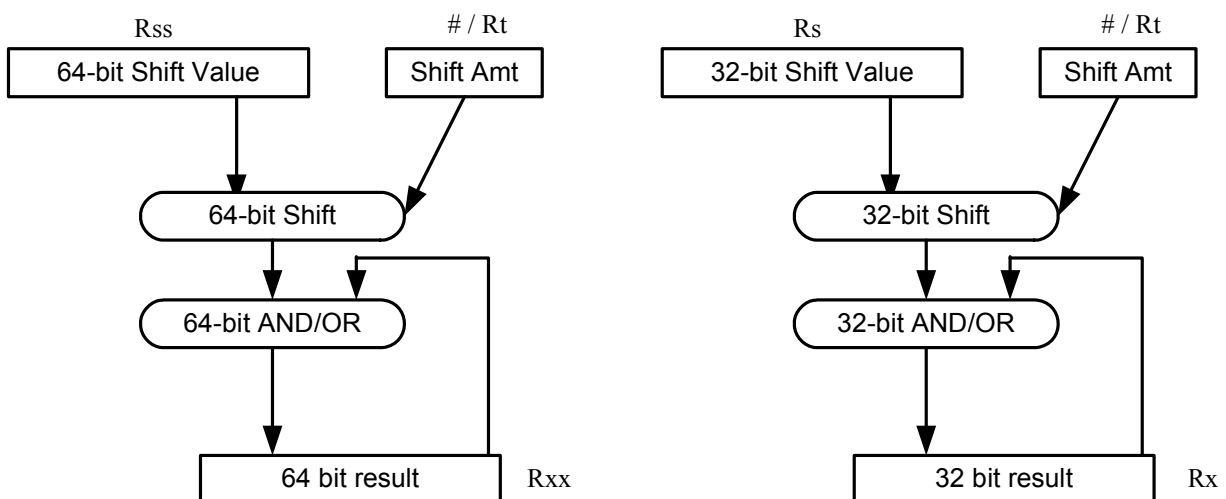 Rss
# / Rt
64-bit Shift Value
Shift Amt
64-bit Shift
64-bit AND/OR
64 bit result
Rxx
Rs
# / Rt
32-bit Shift Value
Shift Amt
32-bit Shift
32-bit AND/OR
32 bit result
Rx